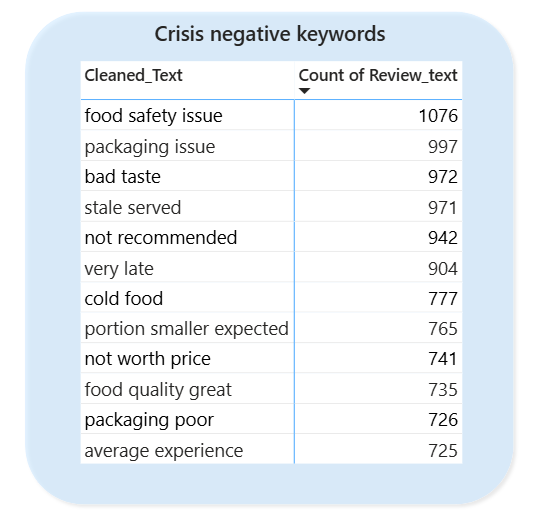 Crisis negative keywords
Cleaned_Text Count of Review_text
food safety issue 1076
packaging issue 997
bad taste 972
stale served 971
not recommended 942
very late 904
cold food 777
portion smaller expected 765
not worth price 741
food quality great 735
packaging poor 726
average experience 725